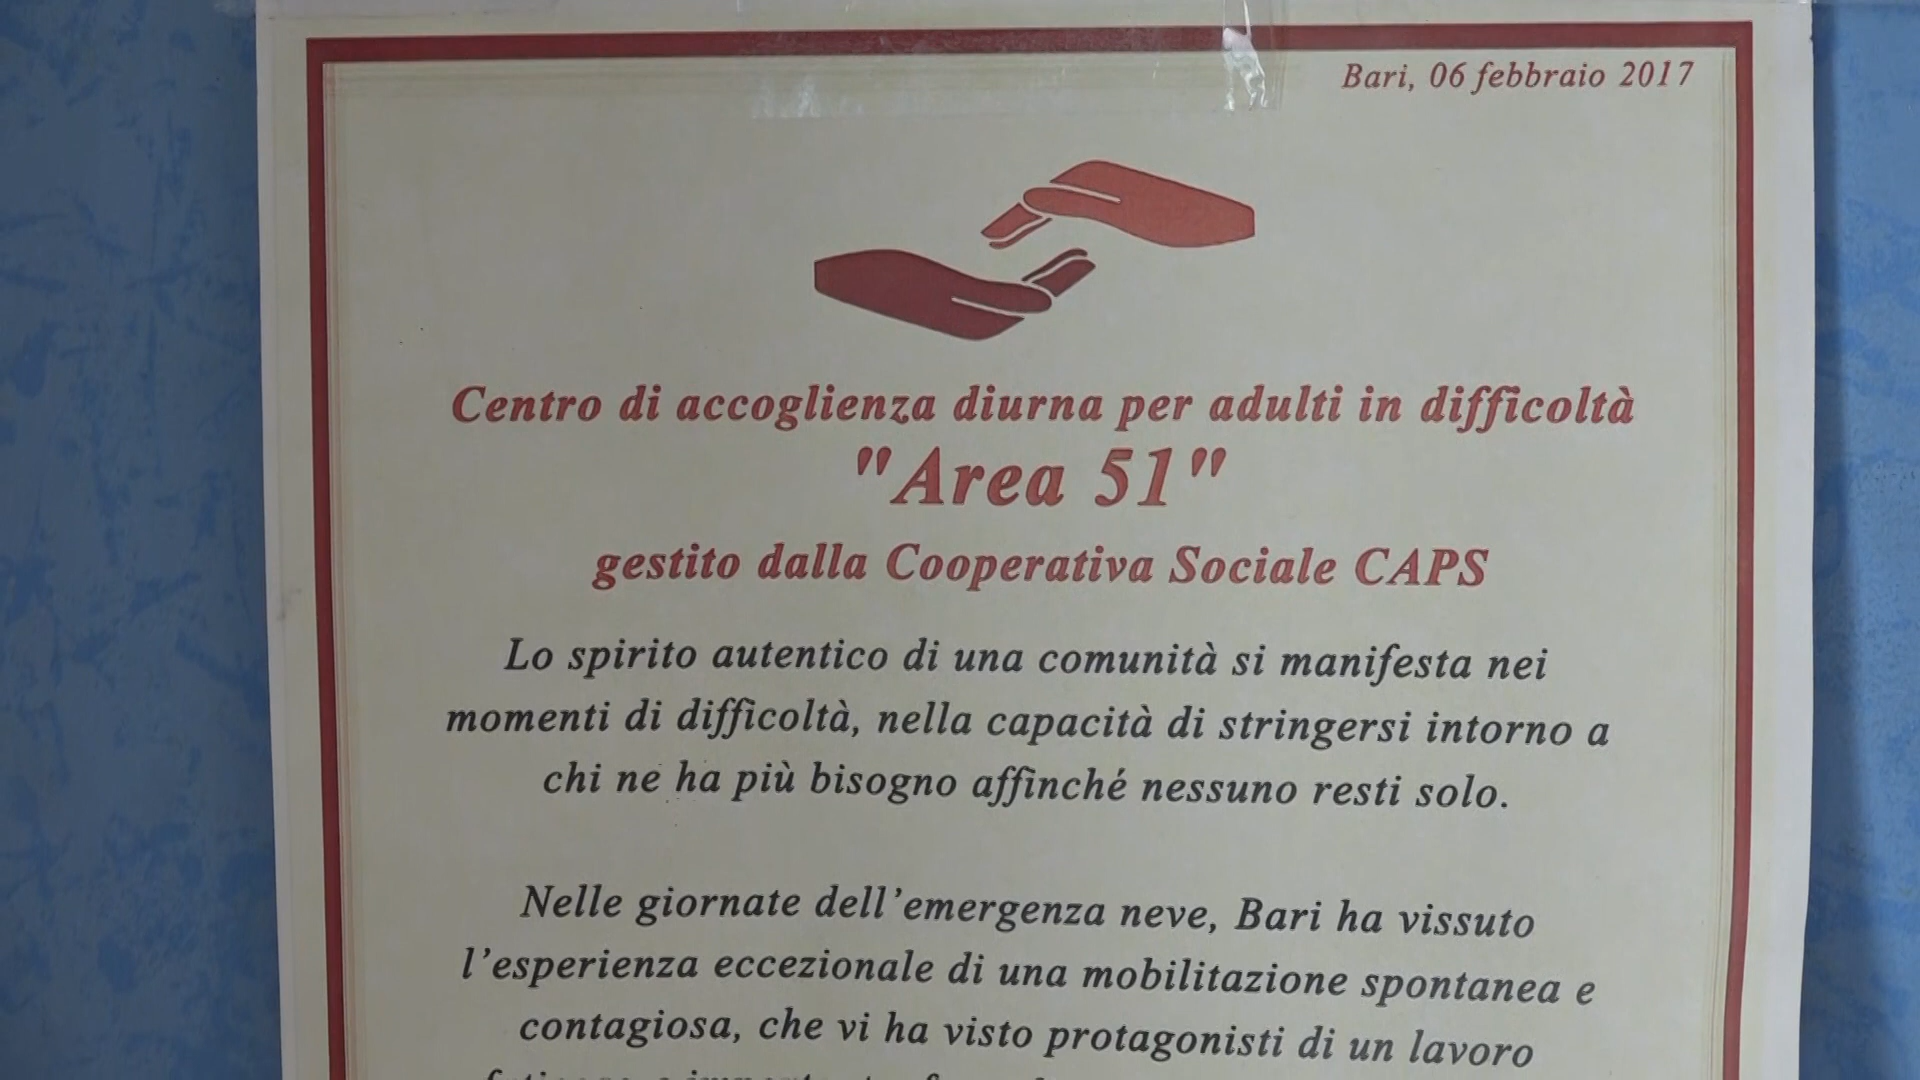 Bari, 06 febbraio 2017
Centro di accoglienza diurna per adulti in difficoltà
"Area 51"
gestito dalla Cooperativa Sociale CAPS
Lo spirito autentico di una comunità si manifesta nei
momenti di difficoltà, nella capacità di stringersi intorno a
chi ne ha più bisogno affinché nessuno resti solo.
Nelle giornate dell'emergenza neve, Bari ha vissuto
l'esperienza eccezionale di una mobilitazione spontanea e
contagiosa, che vi ha visto protagonisti di un lavoro